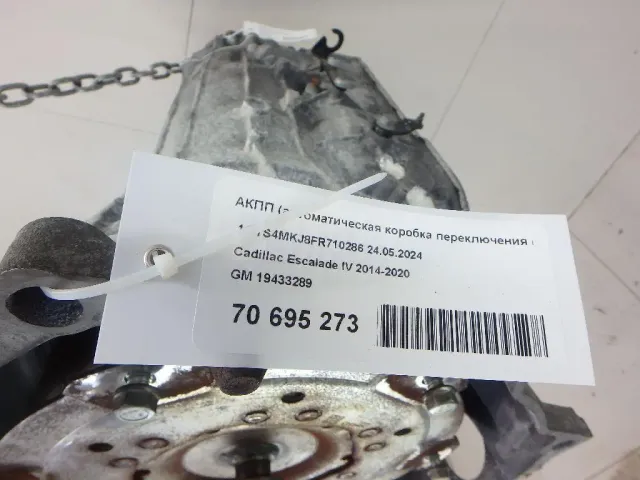 АКПП (автоматическая коробка переключения
S4MKJ8FR710286 24.05.2024
Cadillac Escalade IV 2014-2020
GM 19433289
70 695 273